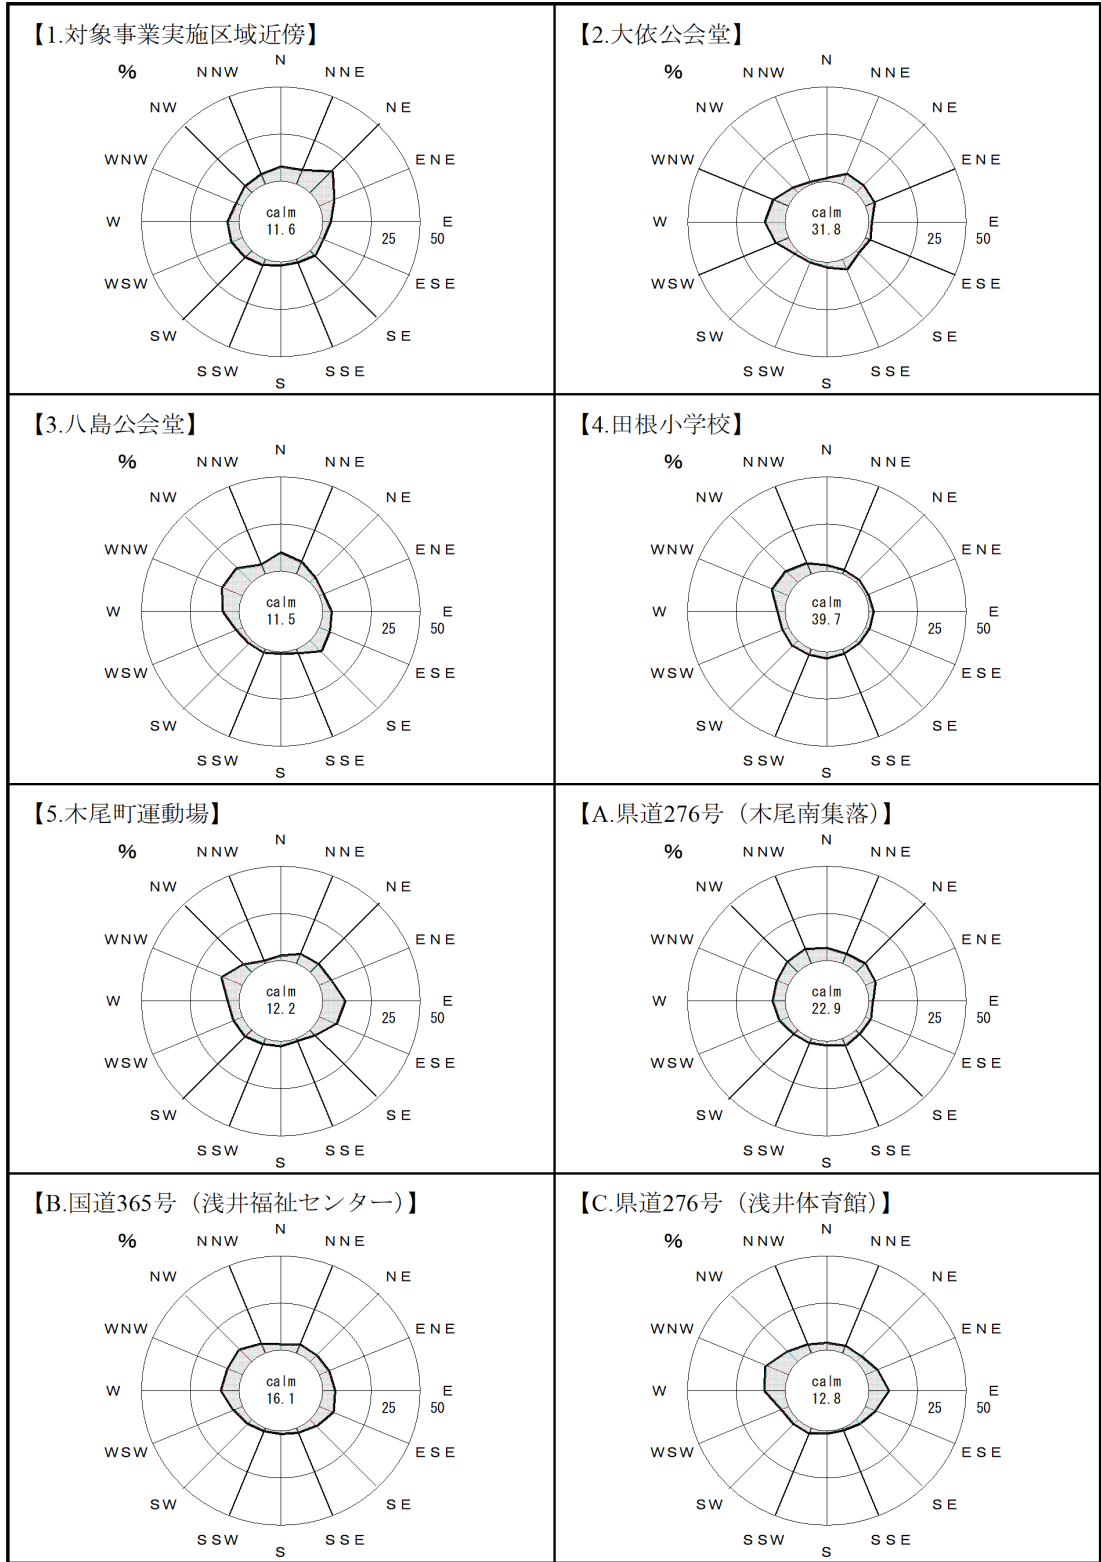 【1.対象事業実施区域近傍】
%
N
NNE
NE
ENE
E
ESE
SE
SSE
S
SSW
SW
WSW
W
WNW
NW
NNW
calm
11.6
25
50
【2.大依公会堂】
%
N
NNE
NE
ENE
E
ESE
SE
SSE
S
SSW
SW
WSW
W
WNW
NW
NNW
calm
31.8
25
50
【3.八島公会堂】
%
N
NNE
NE
ENE
E
ESE
SE
SSE
S
SSW
SW
WSW
W
WNW
NW
NNW
calm
11.5
25
50
【4.田根小学校】
%
N
NNE
NE
ENE
E
ESE
SE
SSE
S
SSW
SW
WSW
W
WNW
NW
NNW
calm
39.7
25
50
【5.木尾町運動場】
%
N
NNE
NE
ENE
E
ESE
SE
SSE
S
SSW
SW
WSW
W
WNW
NW
NNW
calm
12.2
25
50
【A.県道276号（木尾南集落）】
%
N
NNE
NE
ENE
E
ESE
SE
SSE
S
SSW
SW
WSW
W
WNW
NW
NNW
calm
22.9
25
50
【B.国道365号（浅井福祉センター）】
%
N
NNE
NE
ENE
E
ESE
SE
SSE
S
SSW
SW
WSW
W
WNW
NW
NNW
calm
16.1
25
50
【C.県道276号（浅井体育館）】
%
N
NNE
NE
ENE
E
ESE
SE
SSE
S
SSW
SW
WSW
W
WNW
NW
NNW
calm
12.8
25
50